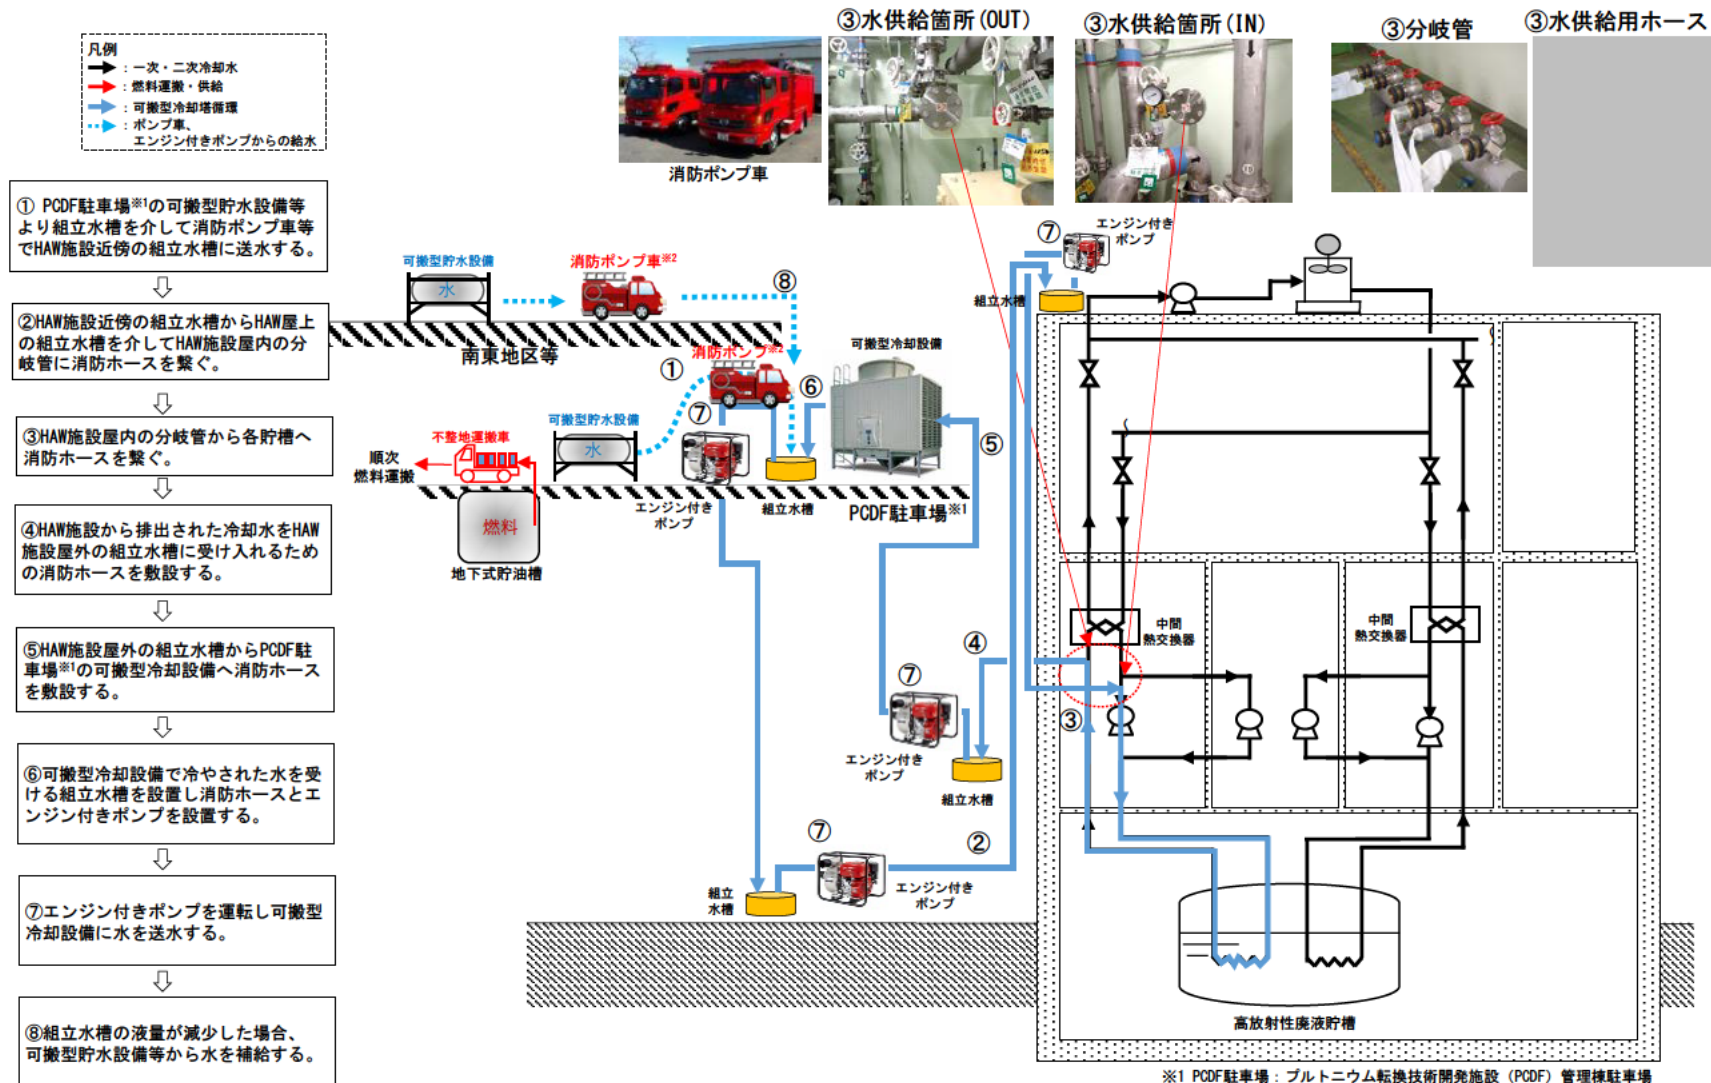 凡例
：一次・二次冷却水
：燃料運搬・供給
：可搬型冷却塔循環
：ポンプ車、
エンジン付きポンプからの給水
① PCDF駐車場※1の可搬型貯水設備等
より組立水槽を介して消防ポンプ車等
でHAW施設近傍の組立水槽に送水する。
②HAW施設近傍の組立水槽からHAW屋上
の組立水槽を介してHAW施設屋内の分
岐管に消防ホースを繋ぐ。
③HAW施設屋内の分岐管から各貯槽へ
消防ホースを繋ぐ。
④HAW施設から排出された冷却水をHAW
施設屋外の組立水槽に受け入れるため
の消防ホースを敷設する。
⑤HAW施設屋外の組立水槽からPCDF駐
車場※1の可搬型冷却設備へ消防ホース
を敷設する。
⑥可搬型冷却設備で冷やされた水を受
ける組立水槽を設置し消防ホースとエ
ンジン付きポンプを設置する。
⑦エンジン付きポンプを運転し可搬型
冷却設備に水を送水する。
⑧組立水槽の液量が減少した場合、
可搬型貯水設備等から水を補給する。
消防ポンプ車
③水供給箇所(OUT)
③水供給箇所(IN)
③分岐管
③水供給用ホース
⑦
エンジン付き
ポンプ
組立水槽
可搬型貯水設備
水
消防ポンプ車※2
⑧
南東地区等
①
消防ポンプ※2
⑥
可搬型冷却設備
⑦
可搬型貯水設備
水
⑤
順次
燃料運搬
不整地運搬車
燃料
地下式貯油槽
エンジン付き
ポンプ
組立水槽
PCDF駐車場※1
中間
熱交換器
中間
熱交換器
④
⑦
③
エンジン付き
ポンプ
組立水槽
⑦
②
組立
水槽
エンジン付き
ポンプ
高放射性廃液貯槽
※1 PCDF駐車場：プルトニウム転換技術開発施設（PCDF）管理棟駐車場